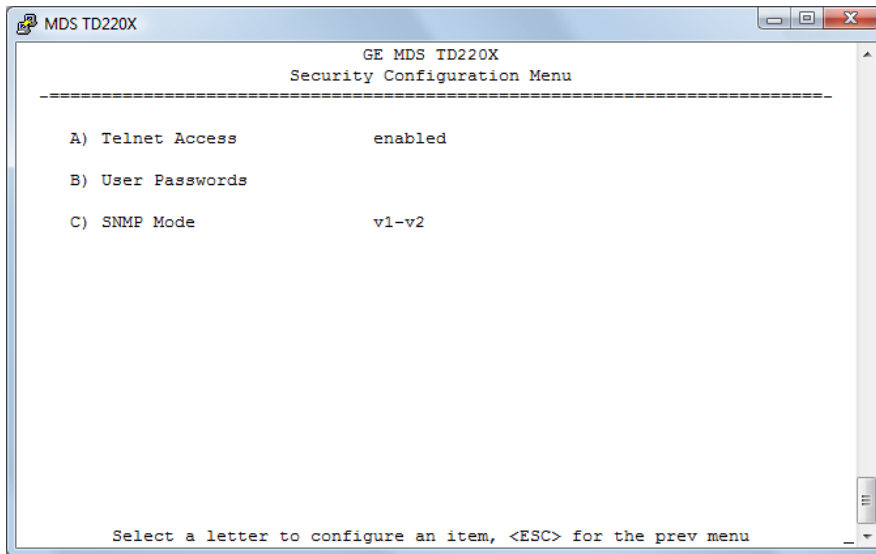 MDS TD220X
GE MDS TD220X
Security Configuration Menu
-==========================================================================-
A) Telnet Access enabled
B) User Passwords
C) SNMP Mode v1-v2
Select a letter to configure an item, <ESC> for the prev menu